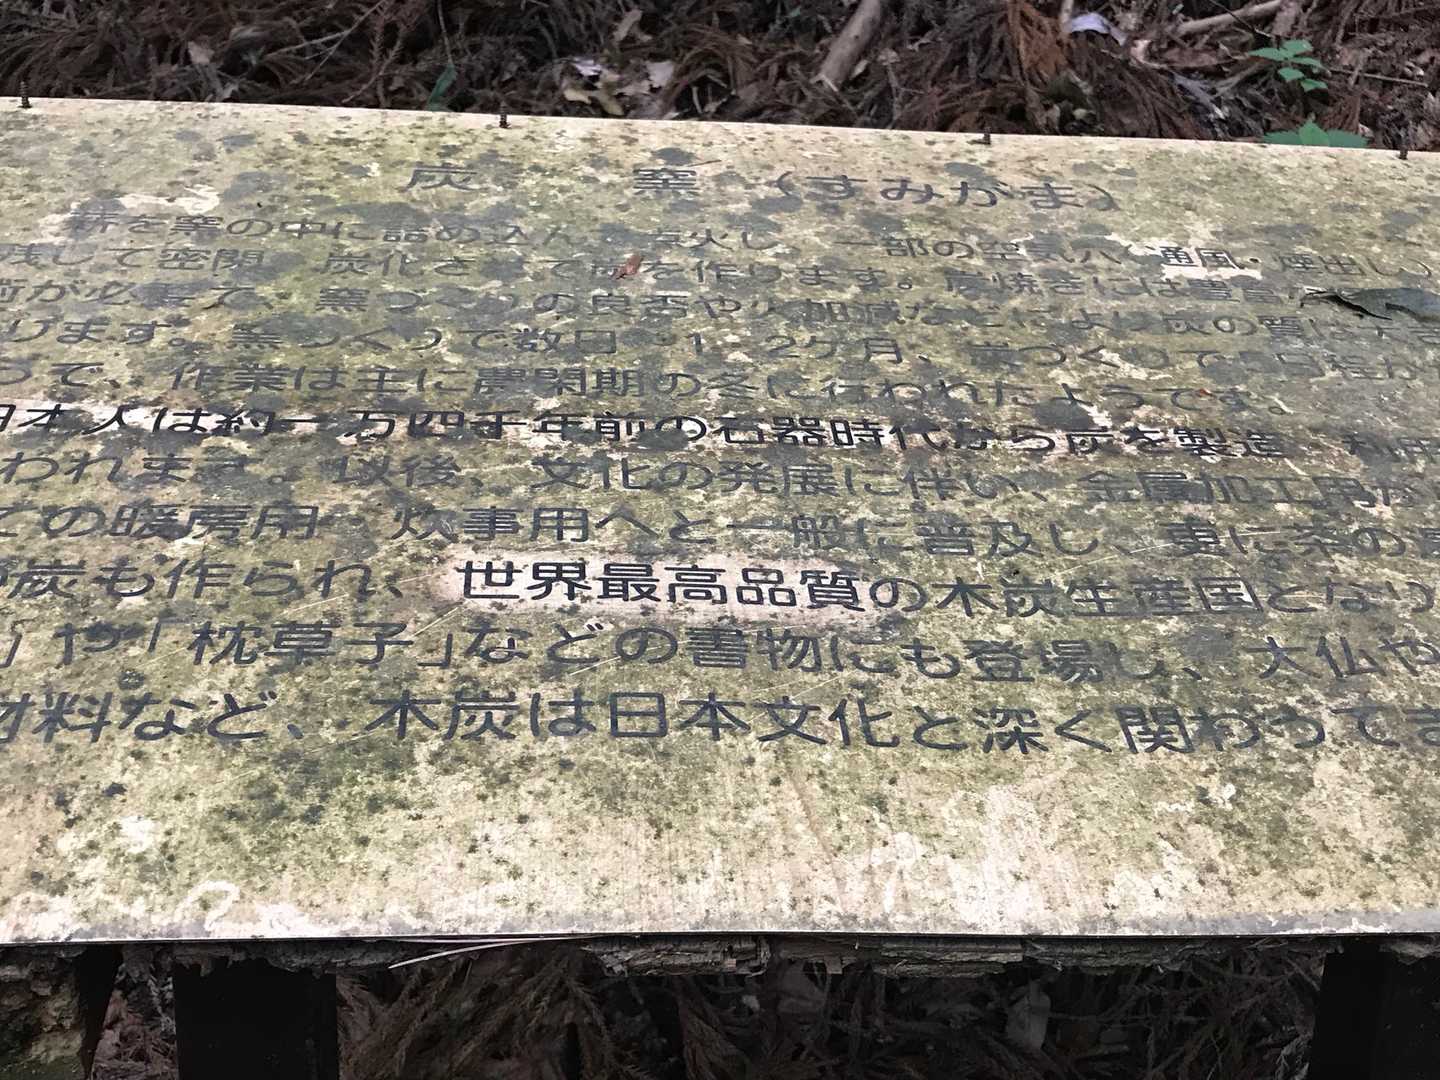 炭 窯 (すみがま)
薪を窯の中に詰め込んで点火し、一部の空気穴(通風・煙出し)
残して密閉 炭化させて炭を作ります。炭焼きには豊富
術が必要で、窯づくりの良否や火加減などにより炭の質は
けます。窯づくりで数日~1、2ケ月、炭づくりで 日程が
うで、作業は主に農閑期の冬に行われたようです。
日本人は約一万四千年前の石器時代から炭を製造 利用
われます。以後、文化の発展に伴い、金属加工用
ての暖房用 炊事用へと一般に普及し、更に茶の
炭も作られ、世界最高品質の木炭生産国となり
」や「枕草子」などの書物にも登場し、大仏や
材料など、木炭は日本文化と深く関わってま